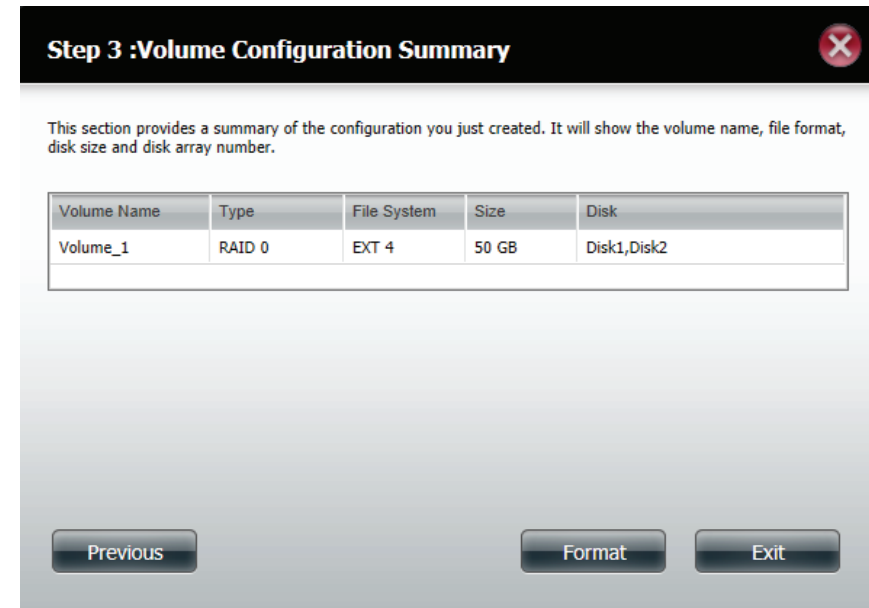 Step 3 :Volume Configuration Summary
This section provides a summary of the configuration you just created. It will show the volume name, file format,
disk size and disk array number.
Volume Name Type File System Size Disk
Volume_1 RAID 0 EXT 4 50 GB Disk1,Disk2
Previous Format Exit